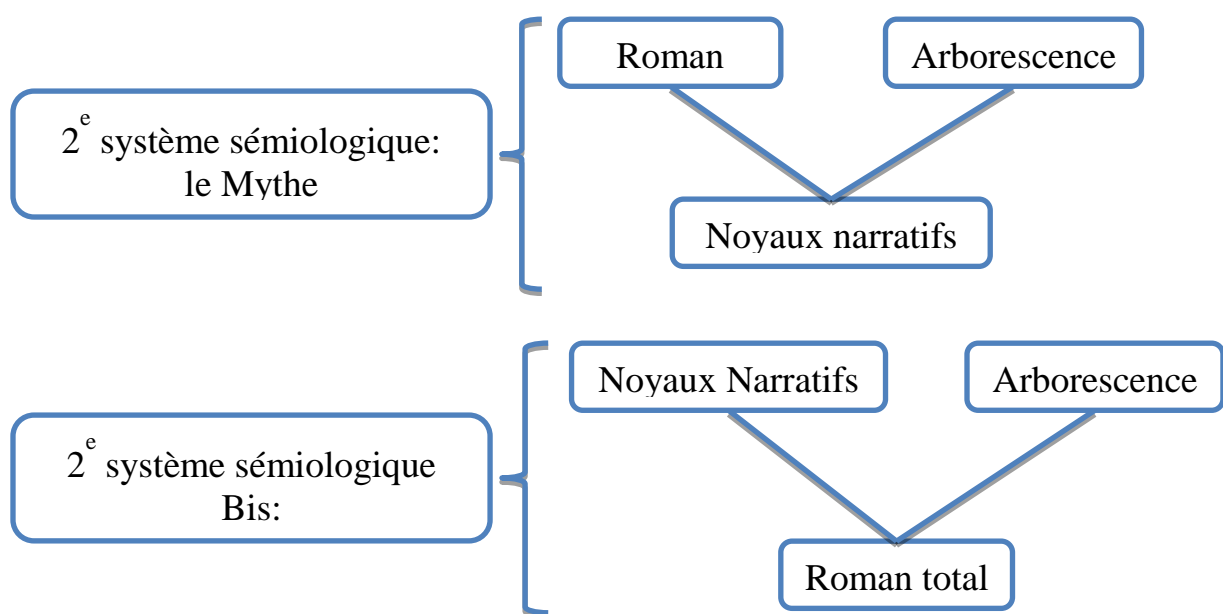 Roman
Arborescence
2e système sémiologique:
le Mythe
Noyaux narratifs
Noyaux Narratifs
Arborescence
2e système sémiologique
Bis:
Roman total